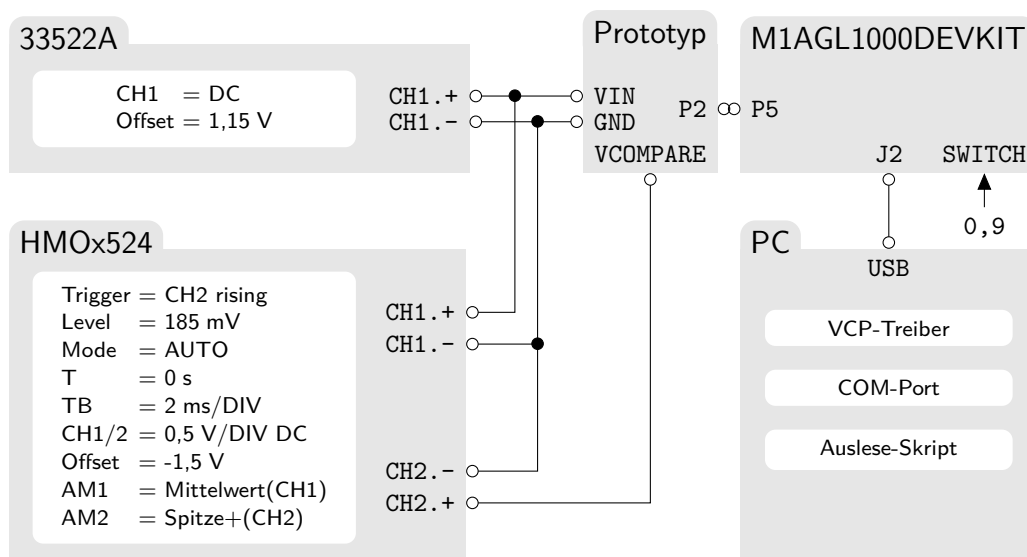 33522A
CH1 = DC
Offset = 1,15 V
CH1.+
CH1.-
Prototyp
VIN
GND
P2
VCOMPARE
M1AGL1000DEVKIT
P5
J2 SWITCH
0,9
HMOx524
Trigger = CH2 rising
Level = 185 mV
Mode = AUTO
T = 0 s
TB = 2 ms/DIV
CH1/2 = 0,5 V/DIV DC
Offset = -1,5 V
AM1 = Mittelwert(CH1)
AM2 = Spitze+(CH2)
CH1.+
CH1.-
CH2.-
CH2.+
PC
USB
VCP-Treiber
COM-Port
Auslese-Skript